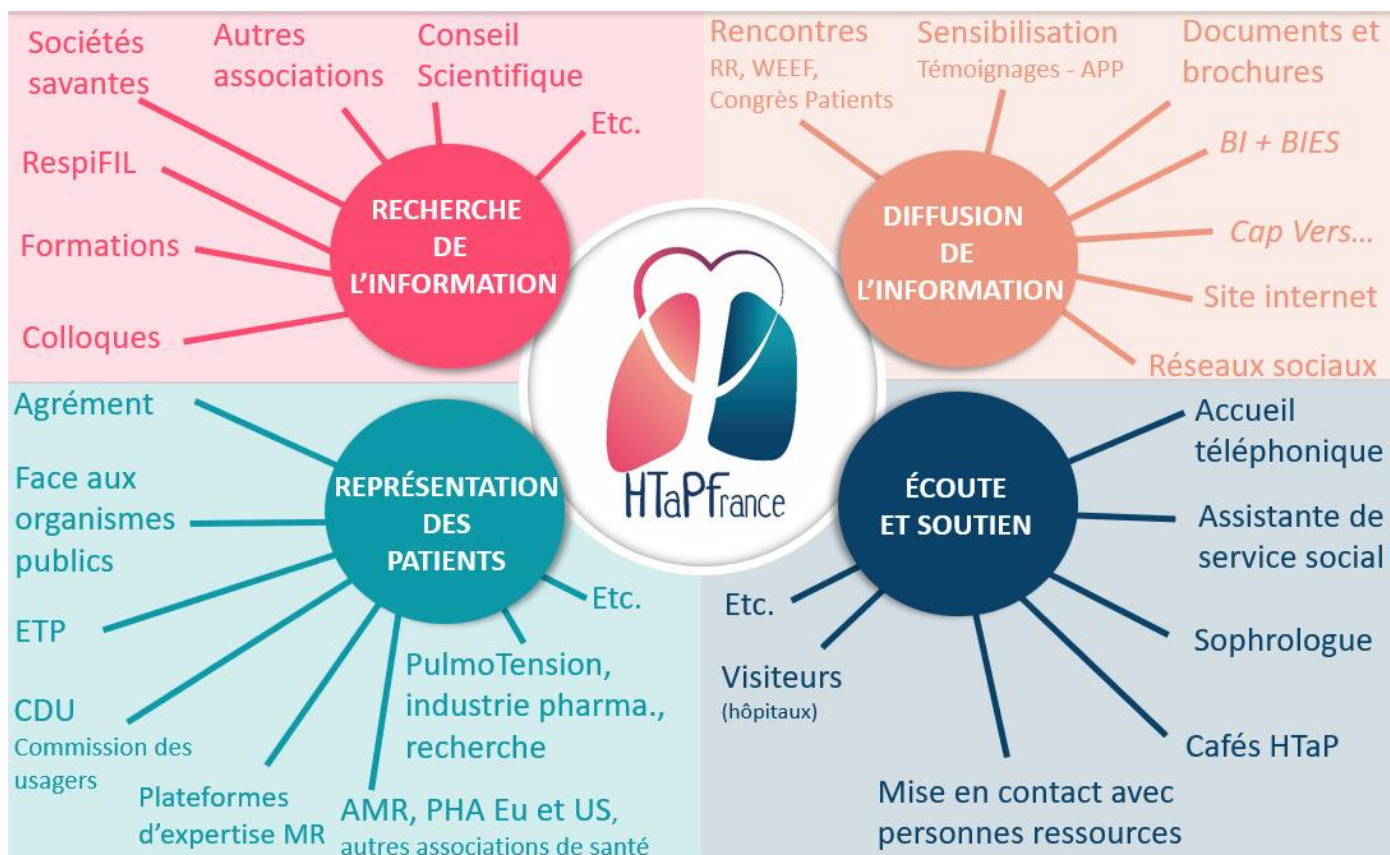 Sociétés
savantes
Autres
associations
Conseil
Scientifique
Etc.
RespiFIL
Formations
Colloques
RECHERCHE
DE
L'INFORMATION
Rencontres
RR, WEEF,
Congrès Patients
Sensibilisation
Témoignages - APP
Documents et
brochures
BI + BIES
Cap Vers...
Site internet
Réseaux sociaux
DIFFUSION
DE
L'INFORMATION
HTaPFrance
Agrément
Face aux
organismes
publics
ETP
CDU
Commission des
usagers
Plateformes
d'expertise MR
AMR, PHA Eu et US,
autres associations de santé
PulmoTension,
industrie pharma.,
recherche
Etc.
REPRÉSENTATION
DES
PATIENTS
ÉCOUTE
ET SOUTIEN
Accueil
téléphonique
Assistante de
service social
Sophrologue
Cafés HTaP
Mise en contact avec
personnes ressources
Visiteurs
(hôpitaux)
Etc.